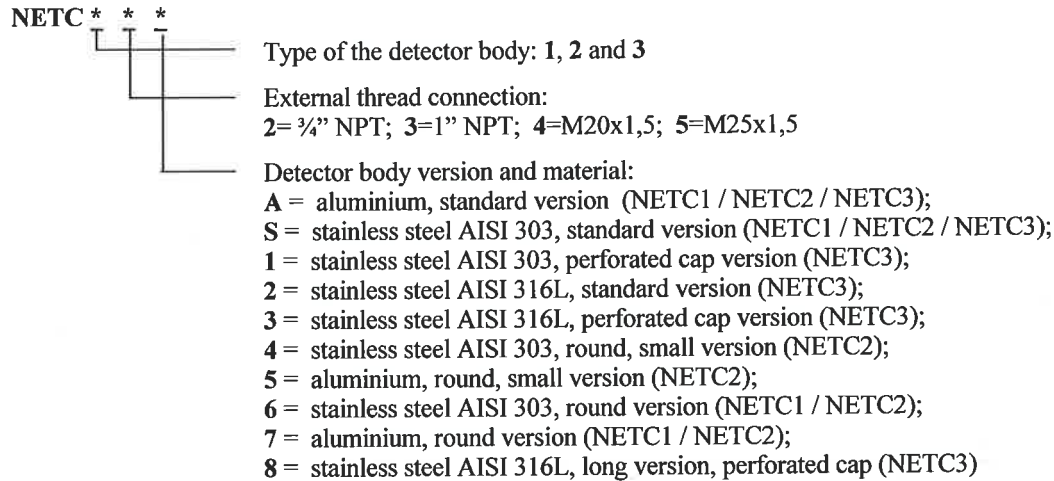 NETC * * *
Type of the detector body: 1, 2 and 3
External thread connection:
2= ¾” NPT; 3=1” NPT; 4=M20x1,5; 5=M25x1,5
Detector body version and material:
A = aluminium, standard version (NETC1 / NETC2 / NETC3);
S = stainless steel AISI 303, standard version (NETC1 / NETC2 / NETC3);
1 = stainless steel AISI 303, perforated cap version (NETC3);
2 = stainless steel AISI 316L, standard version (NETC3);
3 = stainless steel AISI 316L, perforated cap version (NETC3);
4 = stainless steel AISI 303, round, small version (NETC2);
5 = aluminium, round, small version (NETC2);
6 = stainless steel AISI 303, round version (NETC1 / NETC2);
7 = aluminium, round version (NETC1 / NETC2);
8 = stainless steel AISI 316L, long version, perforated cap (NETC3)